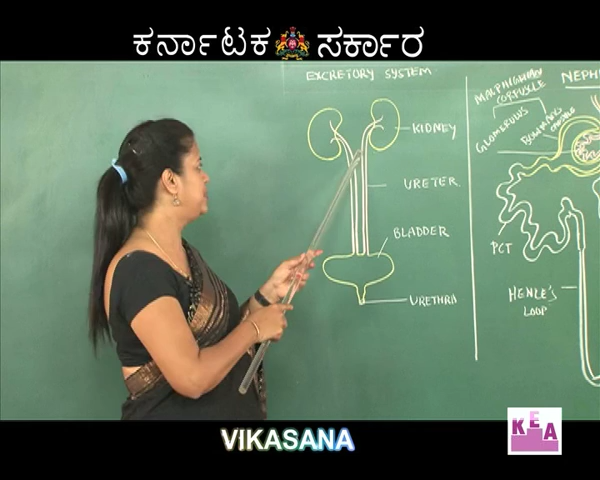 ಕರ್ನಾಟಕ ಸರ್ಕಾರ
EXCRETORY SYSTEM
KIDNEY
URETER
BLADDER
URETHRA
MALPIGHIAN
CORPUSCLE
NEPH
GLOMERULUS
PCT
HENLE'S
LOOP
VIKASANA
KEA